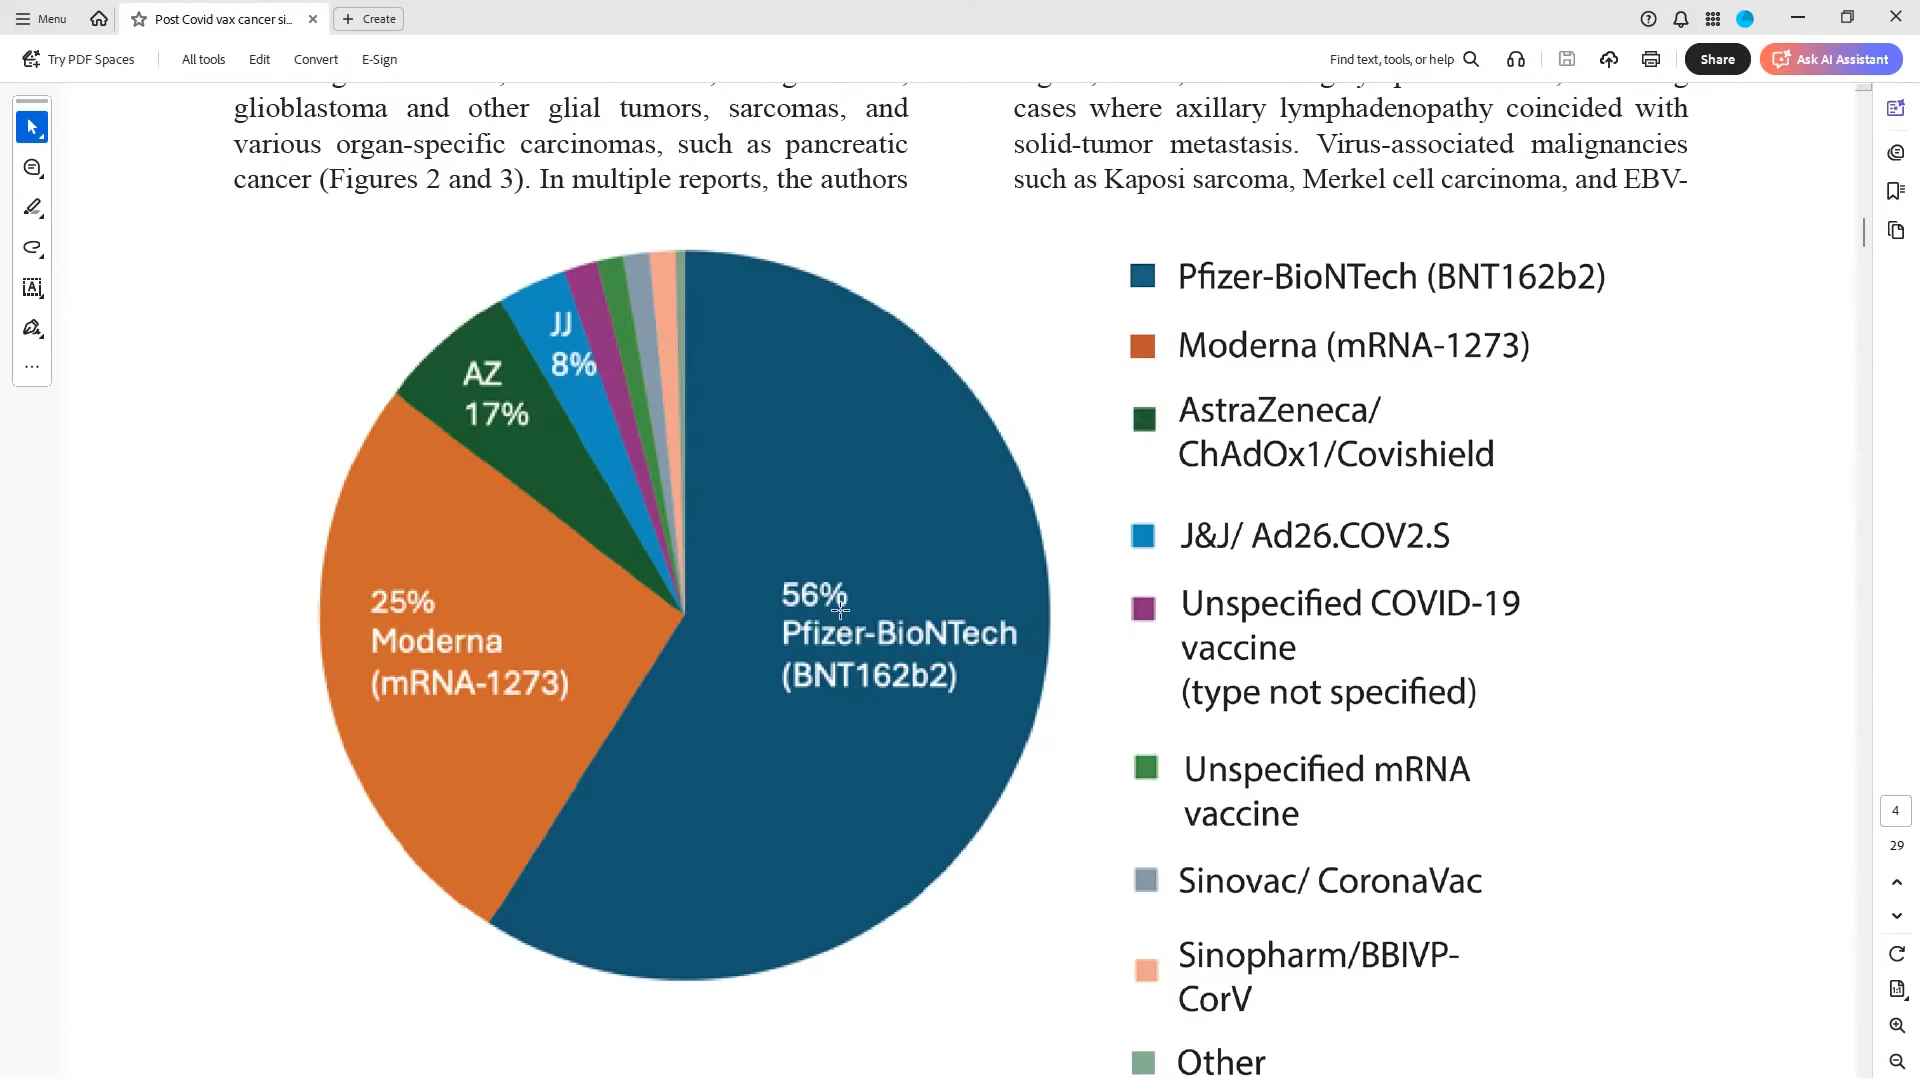 Menu
Post Covid vax cancer si...
Create
Try PDF Spaces
All tools
Edit
Convert
E-Sign
Find text, tools, or help
Share
Ask AI Assistant
glioblastoma and other glial tumors, sarcomas, and
various organ-specific carcinomas, such as pancreatic
cancer (Figures 2 and 3). In multiple reports, the authors
cases where axillary lymphadenopathy coincided with
solid-tumor metastasis. Virus-associated malignancies
such as Kaposi sarcoma, Merkel cell carcinoma, and EBV-
JJ
8%
AZ
17%
25%
Moderna
(mRNA-1273)
56%
Pfizer-BioNTech
(BNT162b2)
Pfizer-BioNTech (BNT162b2)
Moderna (mRNA-1273)
AstraZeneca/
ChAdOx1/Covishield
J&J/ Ad26.COV2.S
Unspecified COVID-19
vaccine
(type not specified)
Unspecified mRNA
vaccine
Sinovac/ CoronaVac
Sinopharm/BBIVP-
CorV
Other
4
29